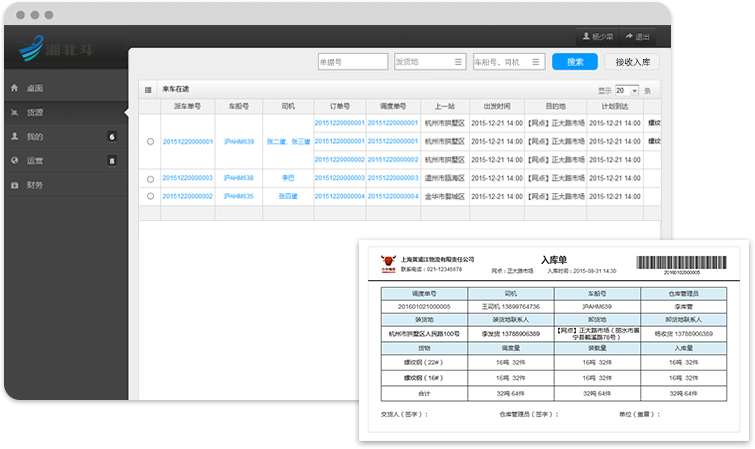 湖北斗
杨少梁 退出
单据号 发货地 车船号、司机 搜索 接收入库
桌面
货源
我的 6
运营 8
财务
来车在途 显示 20 条
派车单号 车船号 司机 订单号 调度单号 上一站 出发时间 目的地 计划到达
20151220000001 20151220000001 杭州市拱墅区 2015-12-21 14:00 【网点】正大路市场 2015-12-21 14:00 螺纹
20151220000001 沪AHM639 张二建、张三建 20151220000001 20151220000001 杭州市拱墅区 2015-12-21 14:00 【网点】正大路市场 2015-12-21 14:00 螺纹
20151220000002 20151220000002 杭州市拱墅区 2015-12-21 14:00 【网点】正大路市场 2015-12-21 14:00
20151220000003 沪AHM638 李巴 20151220000003 20151220000003 温州市瓯海区 2015-12-21 14:00 【网点】正大路市场 2015-12-21 14:00
20151220000002 沪AHM635 张四建 20151220000004 20151220000004 金华市婺城区 2015-12-21 14:00 【网点】正大路市场 2015-12-21 14:00
上海黄浦江物流有限责任公司 入库单
联系电话：021-12345678 网点：正大路市场 入库时间：2015-08-31 14:30
20160102000005
调度单号 司机 车船号 仓库管理员
201601021000005 王司机 13899764736 沪AHM639 李库管
装货地 装货地联系人 卸货地 卸货地联系人
杭州市拱墅区人民路100号 李发货 13788906389 【网点】正大路市场（丽水市景宁县鹤溪路78号） 杨收货 13788906389
货物 调度量 装载量 入库量
螺纹钢（22#） 16吨 32件 16吨 32件 16吨 32件
螺纹钢（16#） 16吨 32件 16吨 32件 16吨 32件
合计 32吨 64件 32吨 64件 32吨 64件
交货人（签字）： 仓库管理员（签字）： 单位（盖章）：